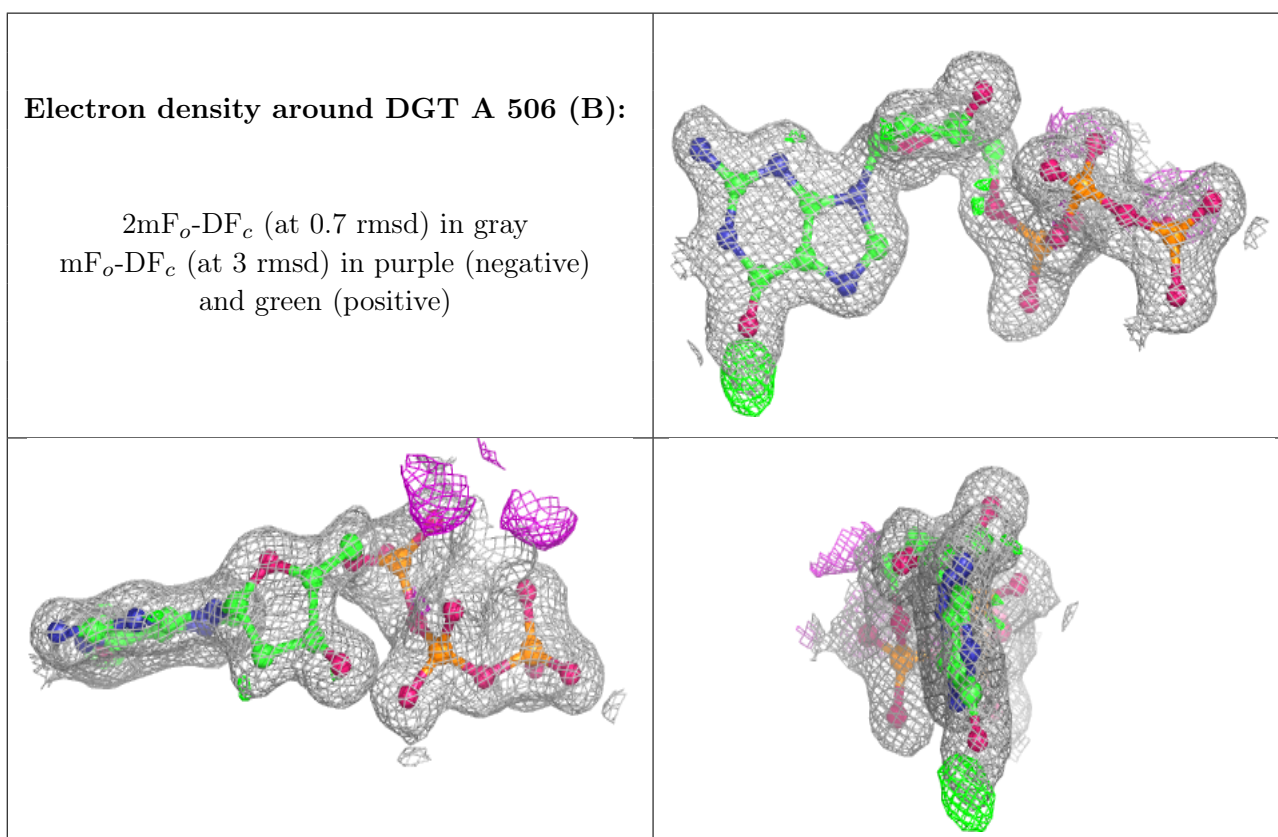 Electron density around DGT A 506 (B):
2mFo-DFc (at 0.7 rmsd) in gray
mFo-DFc (at 3 rmsd) in purple (negative)
and green (positive)